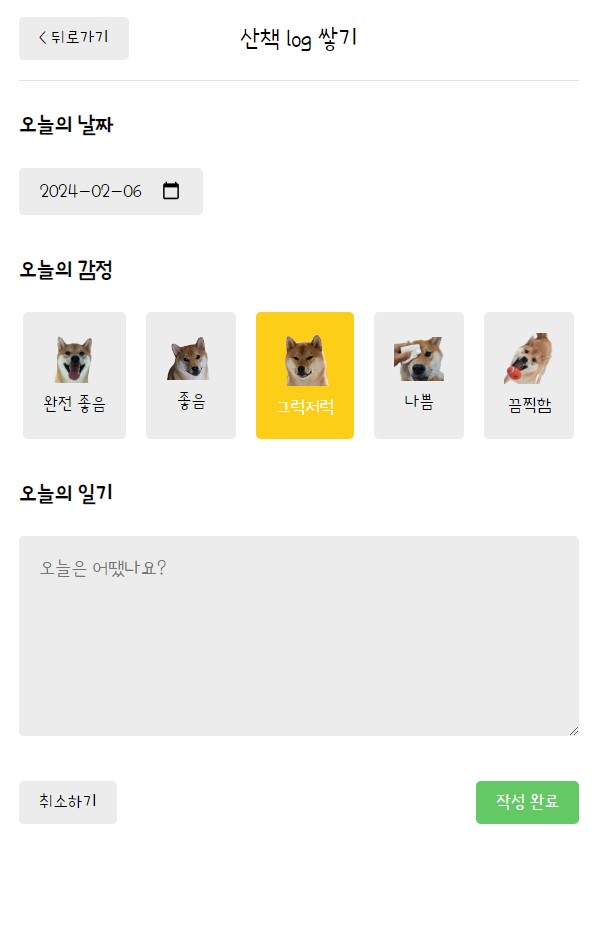 < 뒤로가기
산책 log 쌓기
오늘의 날짜
2024-02-06
오늘의 감정
완전 좋음
좋음
그럭저럭
나쁨
끔찍함
오늘의 일기
오늘은 어땠나요?
취소하기
작성 완료